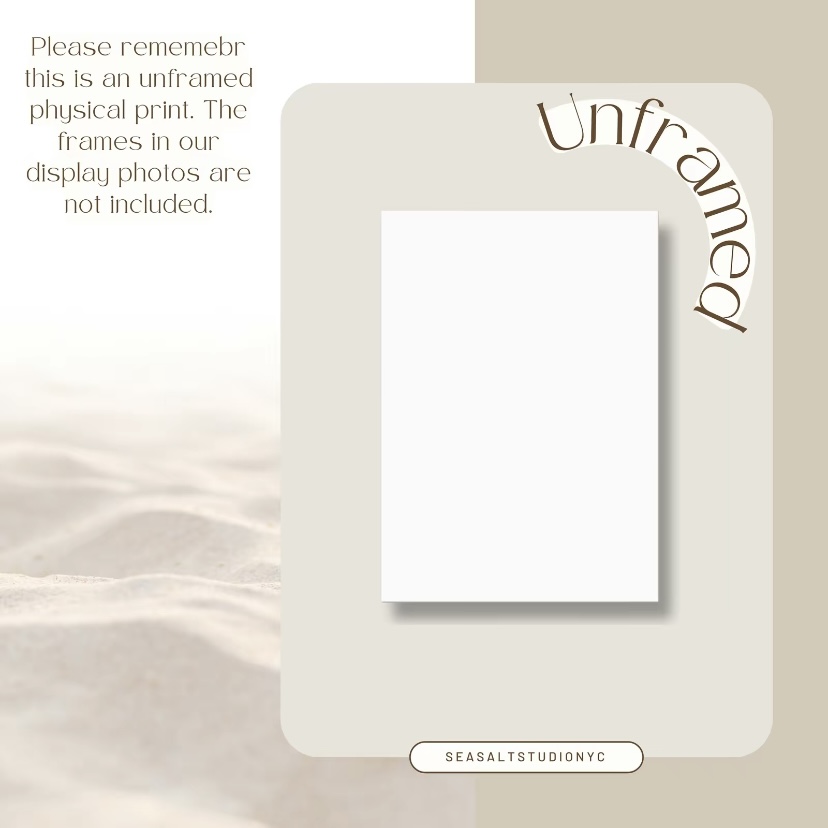 Please rememebr
this is an unframed
physical print. The
frames in our
display photos are
not included.
Unframed
SEASALTSTUDIONYC